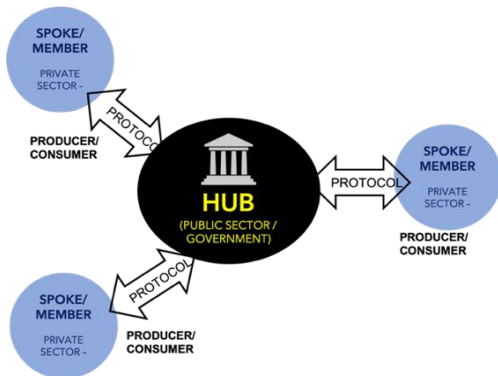 SPOKE/
MEMBER
PRIVATE
SECTOR -
PROTOCOL
PRODUCER/
CONSUMER
HUB
(PUBLIC SECTOR /
GOVERNMENT)
PROTOCOL
SPOKE/
MEMBER
PRIVATE
SECTOR -
PRODUCER/
CONSUMER
PROTOCOL
SPOKE/
MEMBER
PRIVATE
SECTOR -
PRODUCER/
CONSUMER